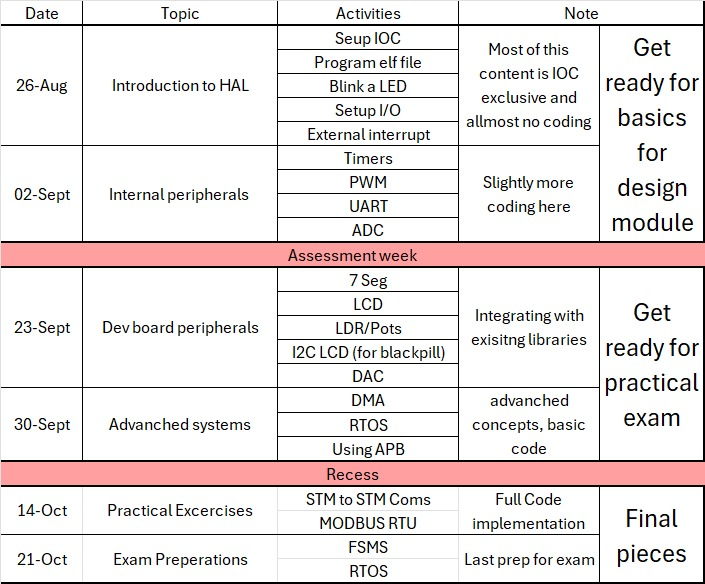 Date Topic Activities Note
26-Aug
Introduction to HAL
Seup IOC
Program elf file
Blink a LED
Setup I/O
External interrupt
Most of this
content is IOC
exclusive and
allmost no coding
Get
ready for
basics
for
design
module
02-Sept
Internal peripherals
Timers
PWM
UART
ADC
Slightly more
coding here
Assessment week
23-Sept
Dev board peripherals
7 Seg
LCD
LDR/Pots
I2C LCD (for blackpill)
DAC
Integrating with
exisitng libraries
Get
ready for
practical
exam
30-Sept
Advanched systems
DMA
RTOS
Using APB
advanched
concepts, basic
code
Recess
14-Oct
Practical Excercises
STM to STM Coms
MODBUS RTU
Full Code
implementation
Final
pieces
21-Oct
Exam Preperations
FSMS
RTOS
Last prep for exam